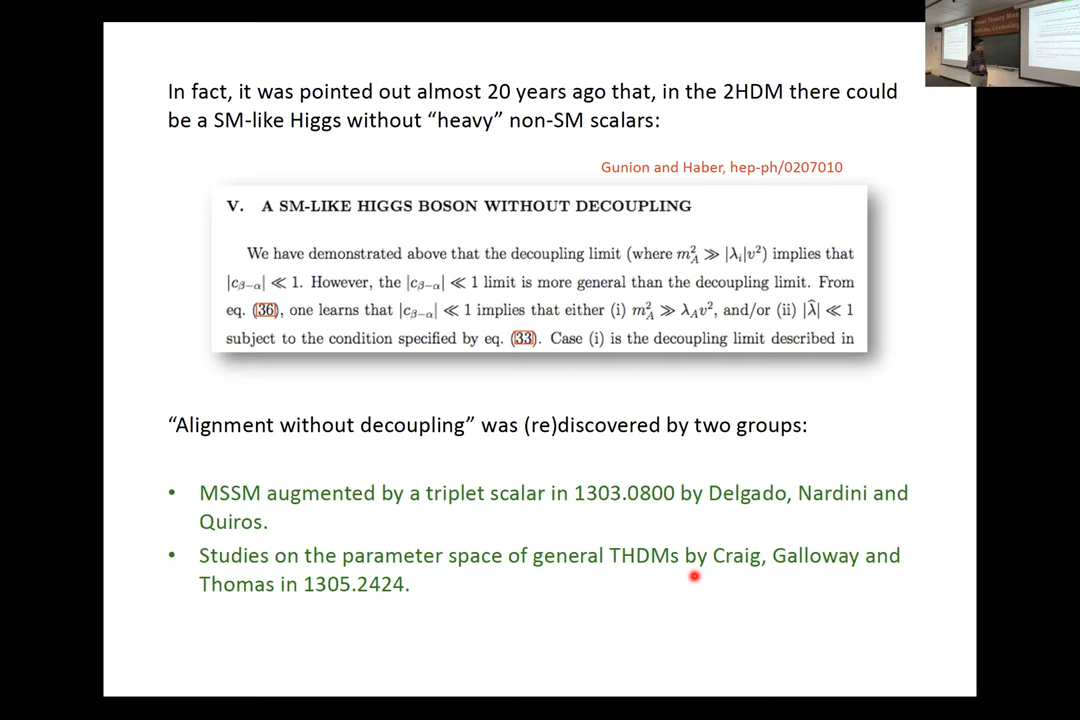 In fact, it was pointed out almost 20 years ago that, in the 2HDM there could
be a SM-like Higgs without “heavy” non-SM scalars:
Gunion and Haber, hep-ph/0207010
V. A SM-LIKE HIGGS BOSON WITHOUT DECOUPLING
We have demonstrated above that the decoupling limit (where m²_A ≫ |λ_i|v²) implies that
|c_{β−α}| ≪ 1. However, the |c_{β−α}| ≪ 1 limit is more general than the decoupling limit. From
eq. (36), one learns that |c_{β−α}| ≪ 1 implies that either (i) m²_A ≫ λ_A v², and/or (ii) |λ̂| ≪ 1
subject to the condition specified by eq. (33). Case (i) is the decoupling limit described in
“Alignment without decoupling” was (re)discovered by two groups:
• MSSM augmented by a triplet scalar in 1303.0800 by Delgado, Nardini and
Quiros.
• Studies on the parameter space of general THDMs by Craig, Galloway and
Thomas in 1305.2424.